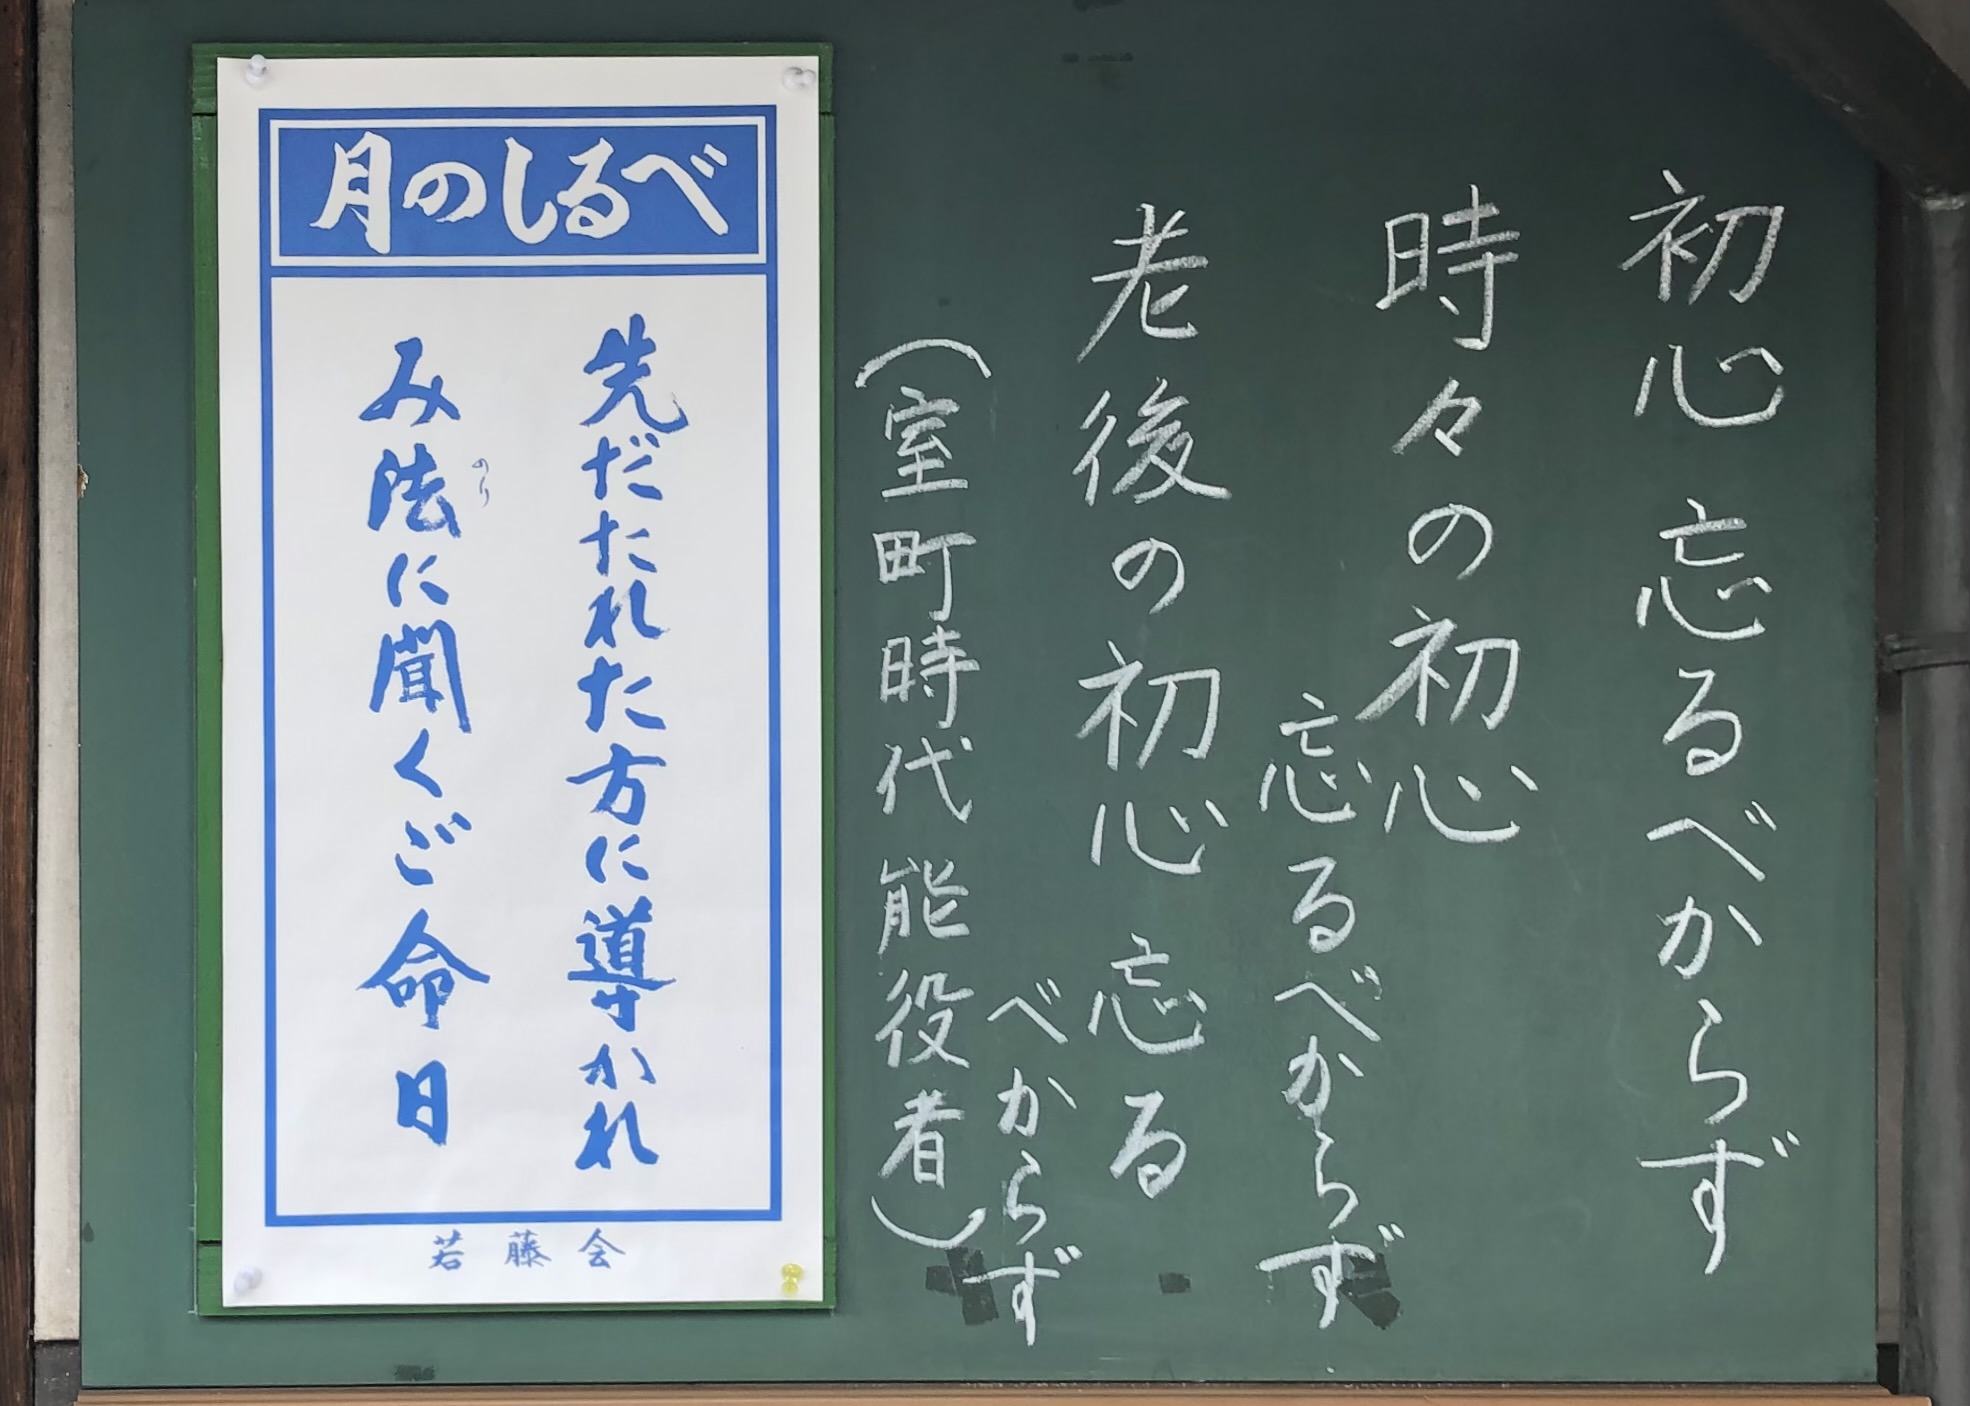 初心忘るべからず
時々の初心
忘るべからず
老後の初心忘る
べからず
（室町時代能役者）
月のしるべ
先だたれた方に導かれ
み法に聞くご命日
のり
若藤会